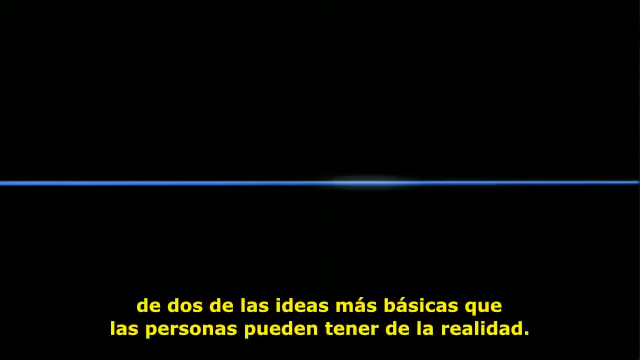 de dos de las ideas más básicas que
las personas pueden tener de la realidad.